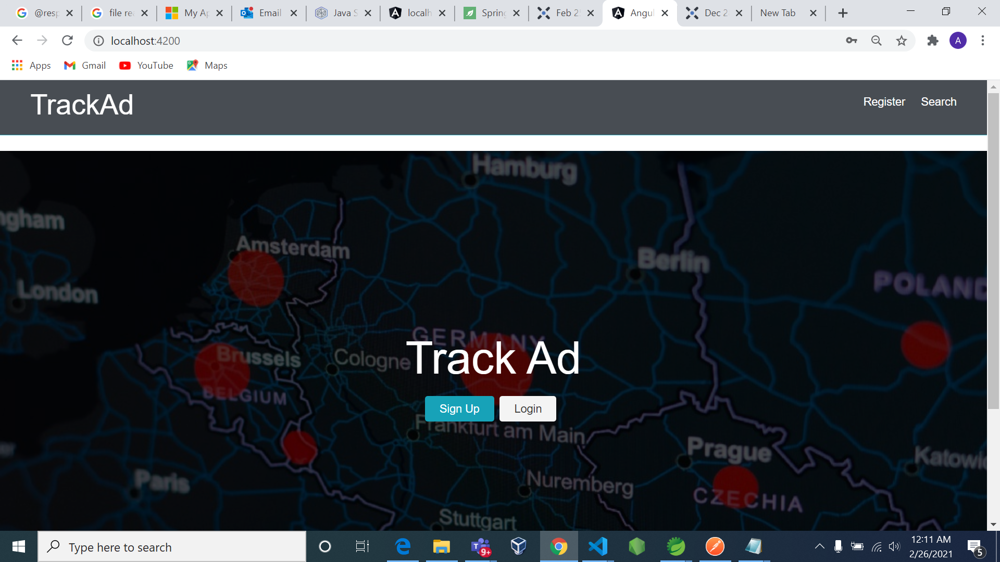 @resp
file re
My Ap
Email
Java S
localh
Spring
Feb 2
Angul
Dec 2
New Tab
localhost:4200
A
Apps
Gmail
YouTube
Maps
TrackAd
Register
Search
Hamburg
ngham
Amsterdam
Berlin
London
POLAND
GERMANY
Track Ad
Brussels
Cologne
BELGIUM
Sign Up
Login
Frankfurt am Main
Prague
Katowic
Paris
Nuremberg
CZECHIA
Stuttgart
Type here to search
9+
12:11 AM
2/26/2021
5